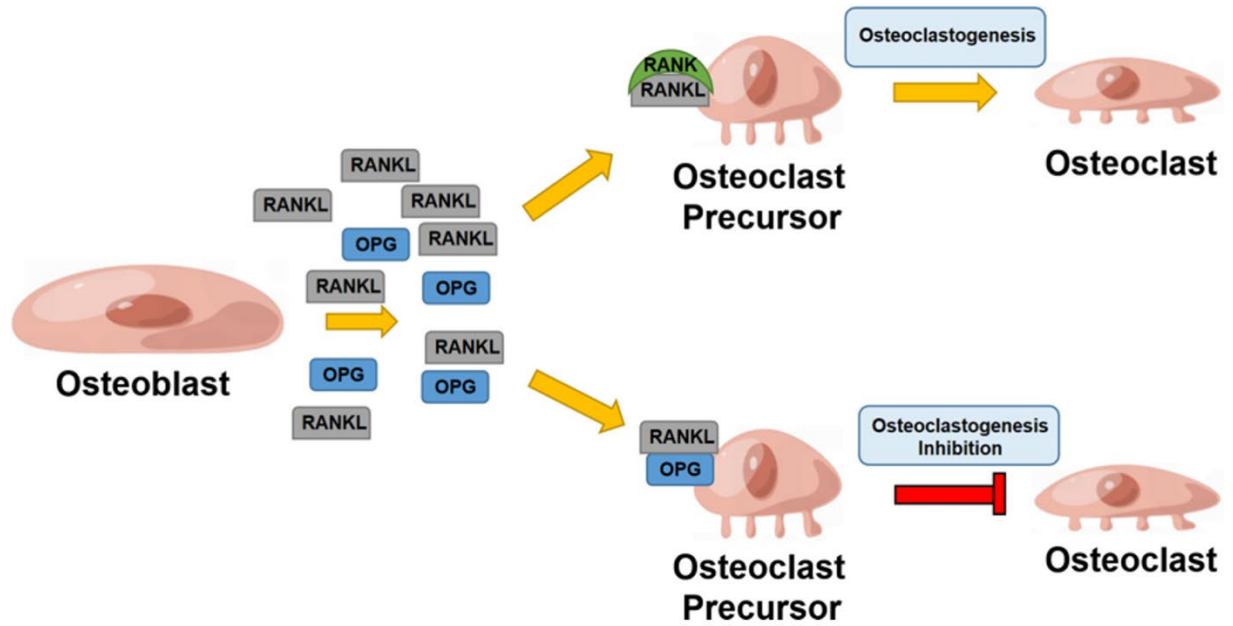 Osteoblast
RANKL
RANKL
RANKL
OPG
RANKL
RANKL
OPG
RANKL
OPG
OPG
RANKL
RANK
RANKL
Osteoclast
Precursor
Osteoclastogenesis
Osteoclast
RANKL
OPG
Osteoclast
Precursor
Osteoclastogenesis
Inhibition
Osteoclast